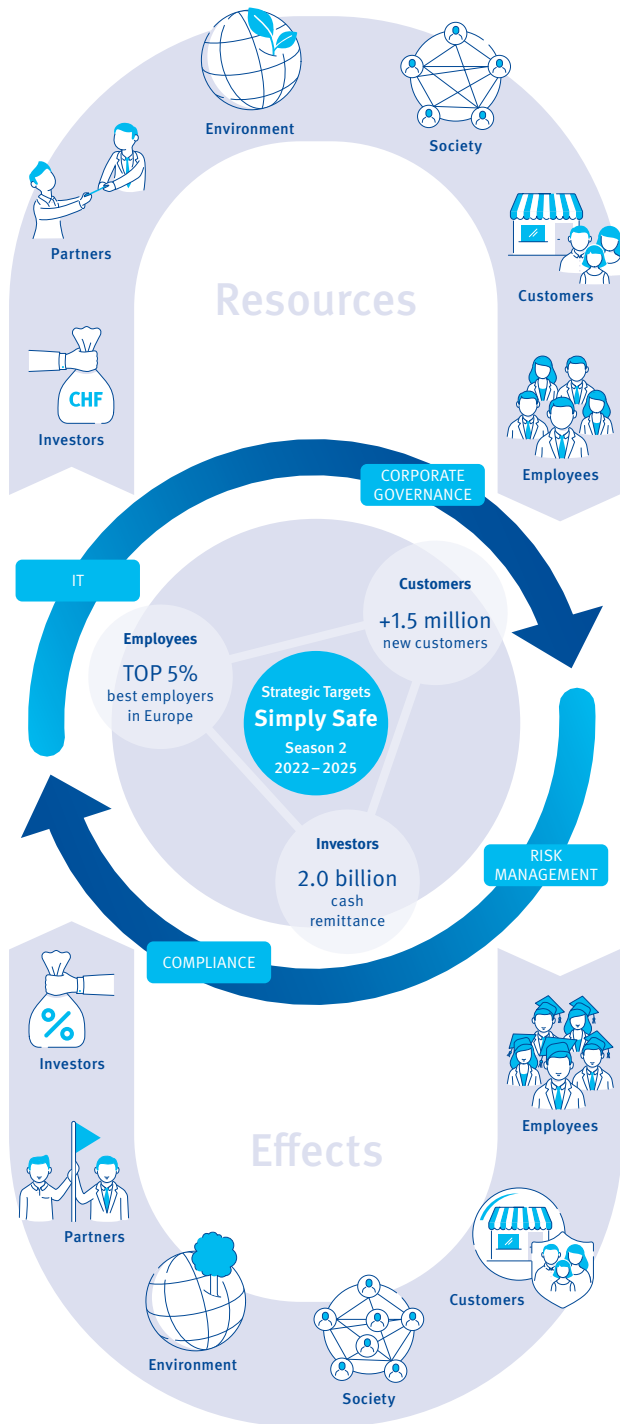 Environment
Society
Partners
Customers
Resources
CHF
Investors
Employees
CORPORATE
GOVERNANCE
IT
Customers
+1.5 million
new customers
Employees
TOP 5%
best employers
in Europe
Strategic Targets
Simply Safe
Season 2
2022–2025
Investors
2.0 billion
cash
remittance
RISK
MANAGEMENT
COMPLIANCE
%
Investors
Employees
Effects
Partners
Customers
Environment
Society